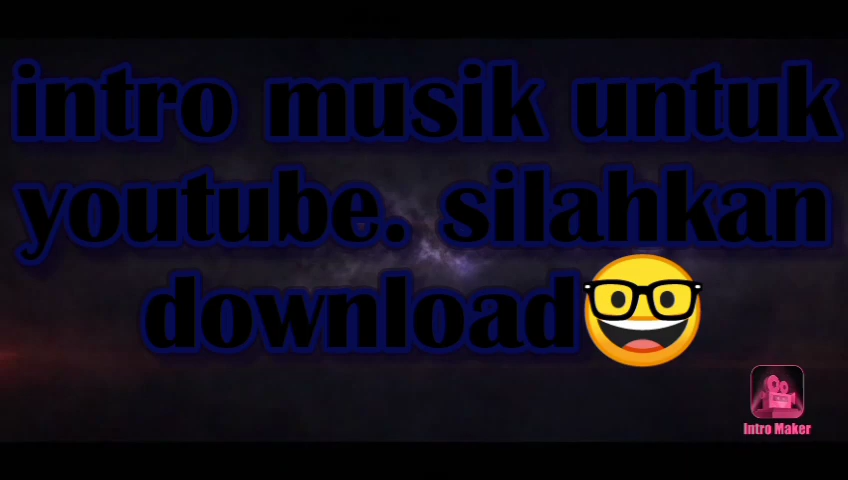 intro musik untuk
youtube. silahkan
download🤓
Intro Maker